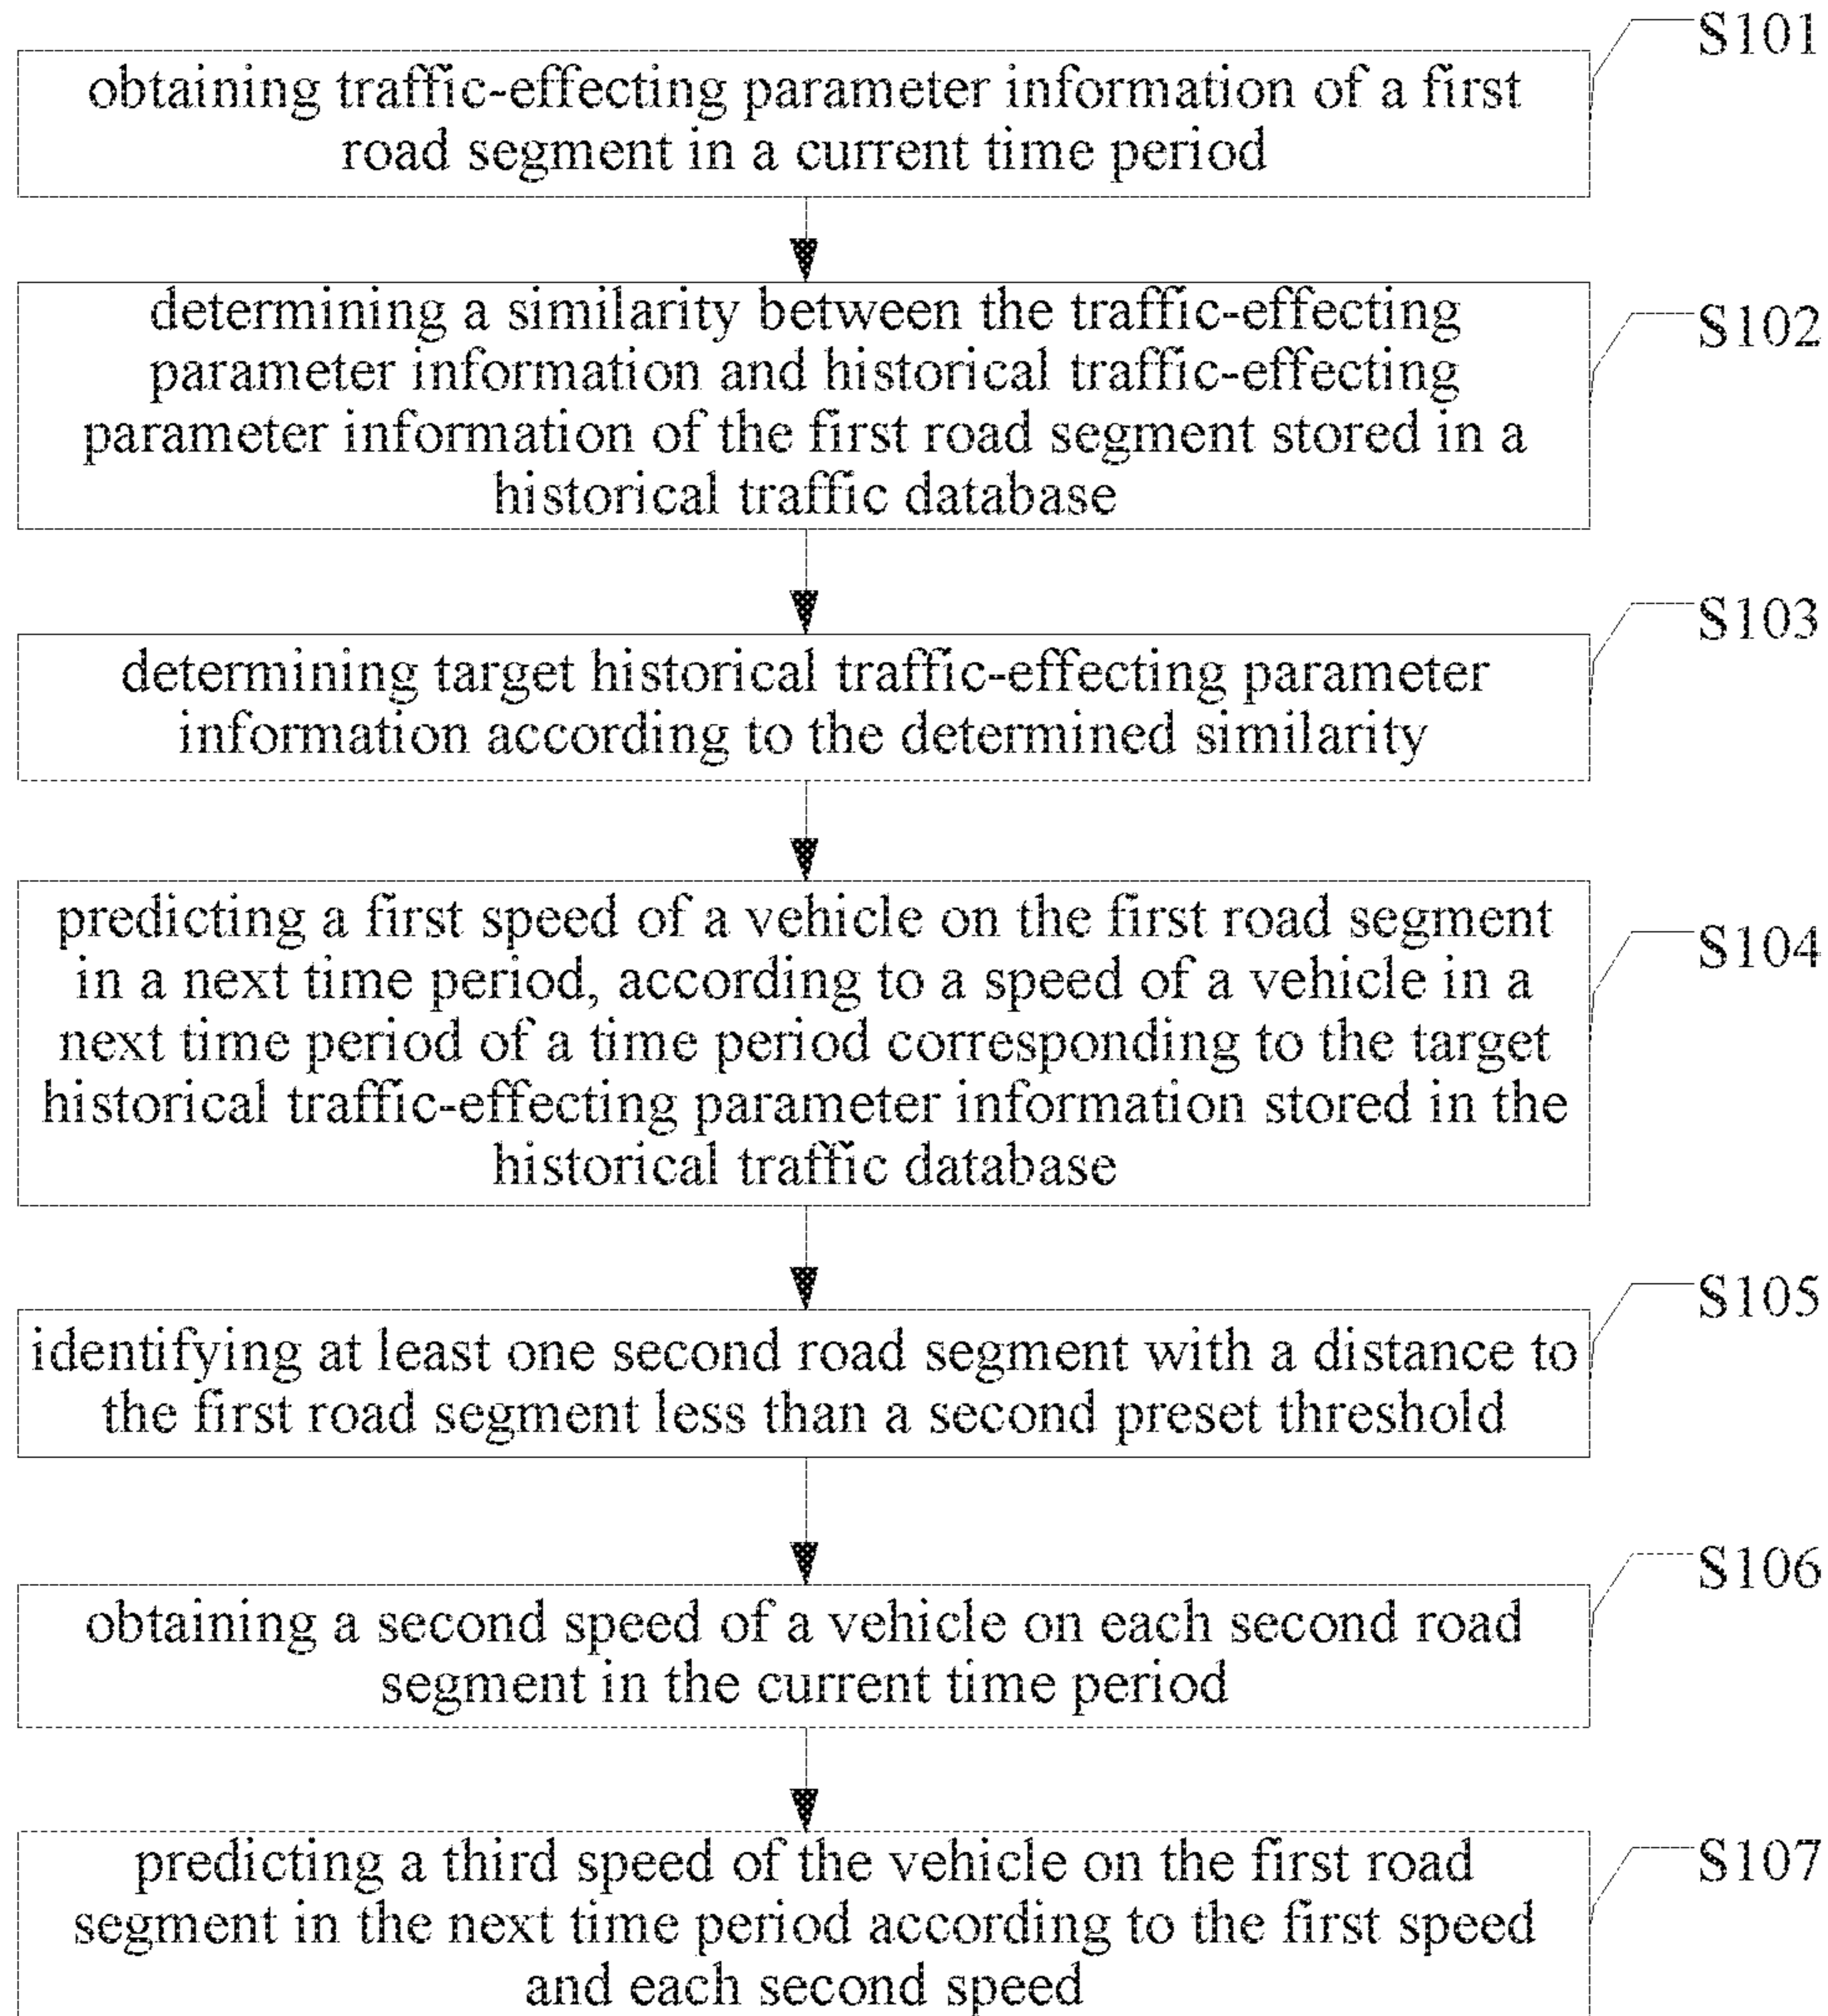 S101
obtaining traffic-effecting parameter information of a first
road segment in a current time period
S102
determining a similarity between the traffic-effecting
parameter information and historical traffic-effecting
parameter information of the first road segment stored in a
historical traffic database
S103
determining target historical traffic-effecting parameter
information according to the determined similarity
S104
predicting a first speed of a vehicle on the first road segment
in a next time period, according to a speed of a vehicle in a
next time period of a time period corresponding to the target
historical traffic-effecting parameter information stored in the
historical traffic database
S105
identifying at least one second road segment with a distance to
the first road segment less than a second preset threshold
S106
obtaining a second speed of a vehicle on each second road
segment in the current time period
S107
predicting a third speed of the vehicle on the first road
segment in the next time period according to the first speed
and each second speed